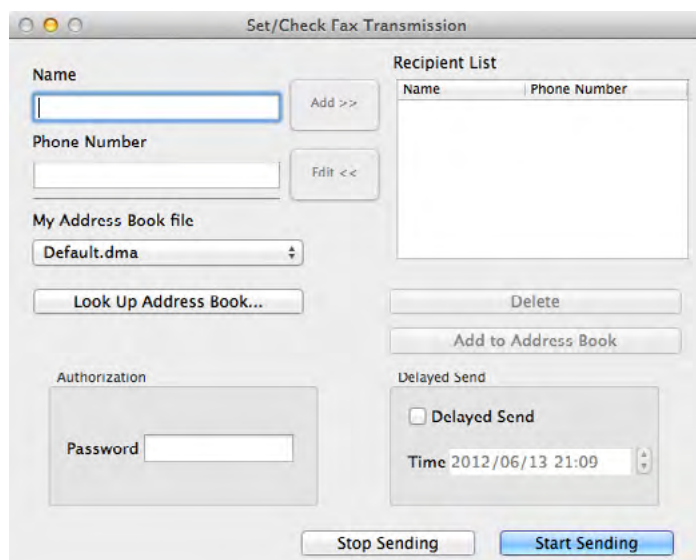 Set/Check Fax Transmission
Name
Add >>
Phone Number
Edit <<
My Address Book file
Default.dma
Look Up Address Book...
Recipient List
Name Phone Number
Delete
Add to Address Book
Authorization
Password
Delayed Send
Delayed Send
Time 2012/06/13 21:09
Stop Sending
Start Sending